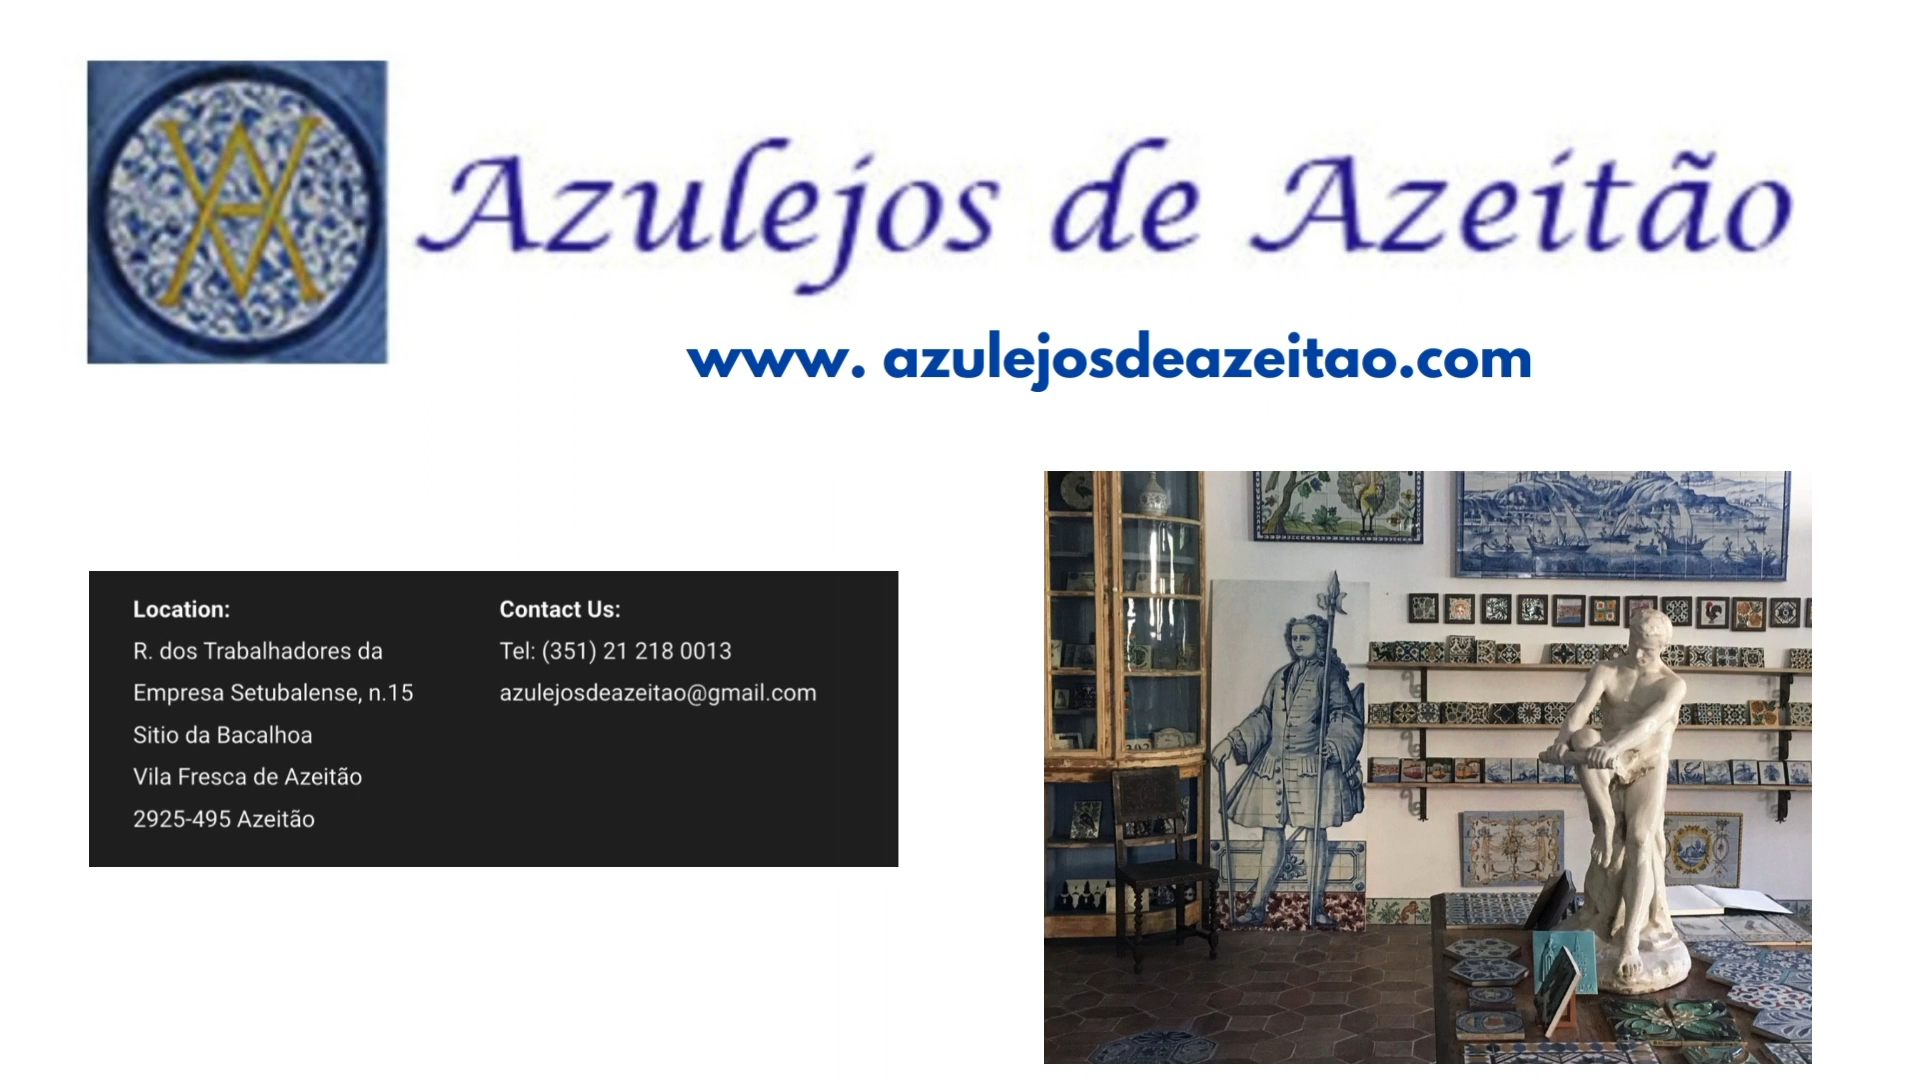 Azulejos de Azeitão
www. azulejosdeazeitao.com
Location:
R. dos Trabalhadores da
Empresa Setubalense, n.15
Sitio da Bacalhoa
Vila Fresca de Azeitão
2925-495 Azeitão
Contact Us:
Tel: (351) 21 218 0013
azulejosdeazeitao@gmail.com